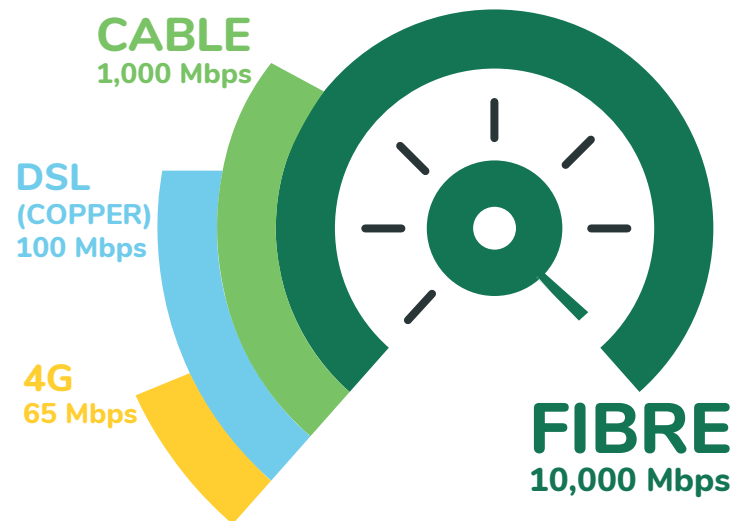 CABLE
1,000 Mbps
DSL
(COPPER)
100 Mbps
4G
65 Mbps
FIBRE
10,000 Mbps